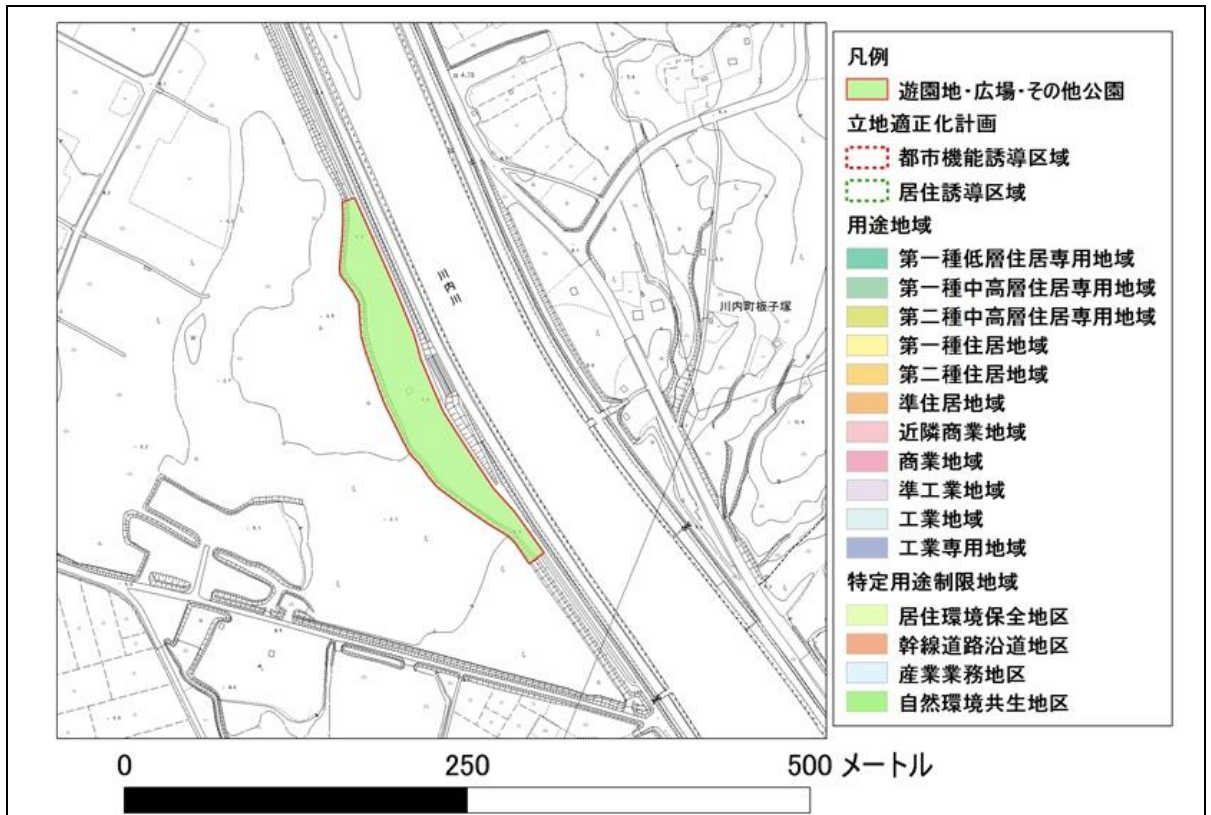 川内川
川内町板子塚
凡例
遊園地・広場・その他公園
立地適正化計画
都市機能誘導区域
居住誘導区域
用途地域
第一種低層住居専用地域
第一種中高層住居専用地域
第二種中高層住居専用地域
第一種住居地域
第二種住居地域
準住居地域
近隣商業地域
商業地域
準工業地域
工業地域
工業専用地域
特定用途制限地域
居住環境保全地区
幹線道路沿道地区
産業業務地区
自然環境共生地区
0 250 500 メートル